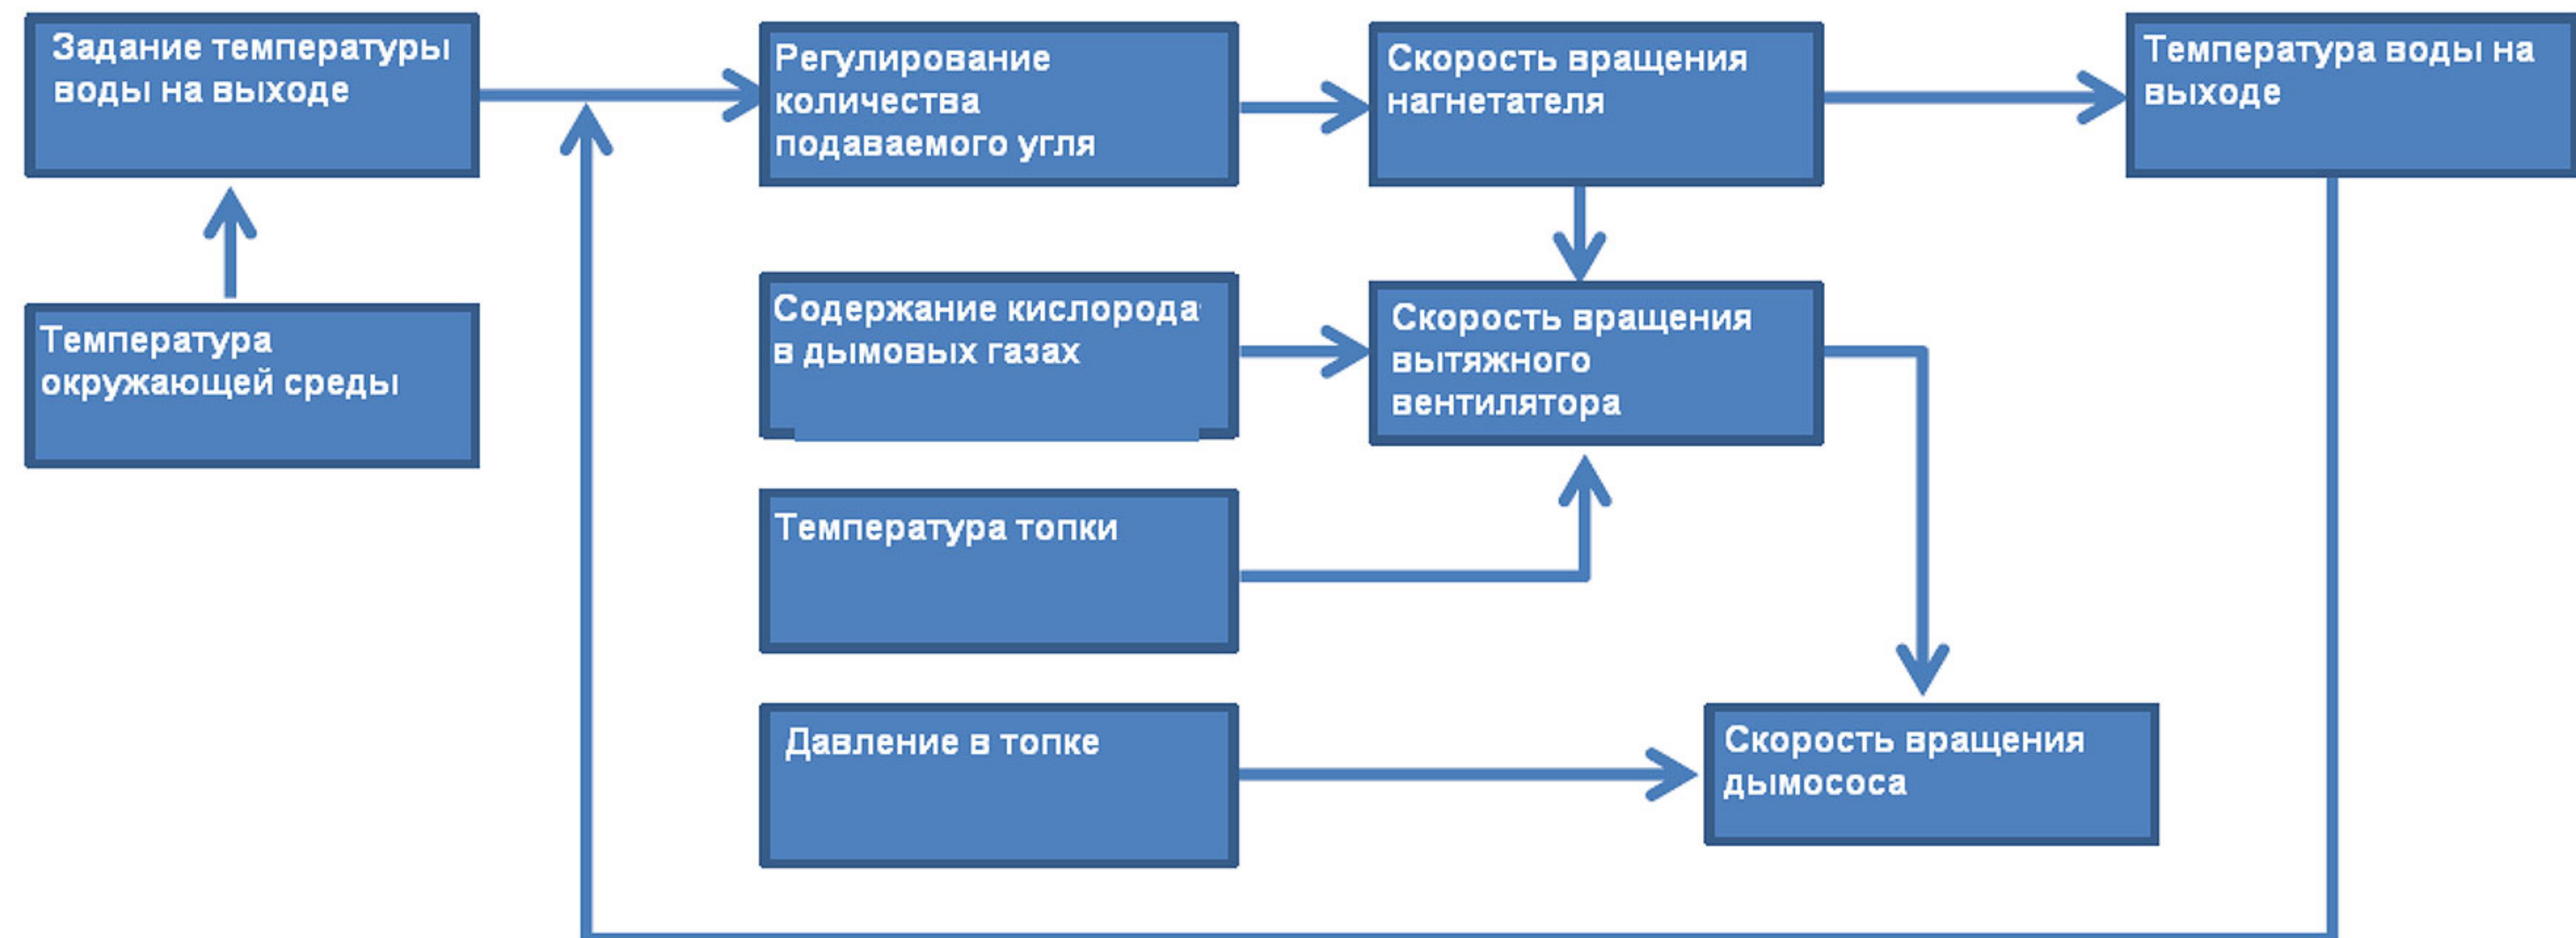 Задание температуры
воды на выходе
Регулирование
количества
подаваемого угля
Скорость вращения
нагнетателя
Температура воды на
выходе
Температура
окружающей среды
Содержание кислорода
в дымовых газах
Скорость вращения
вытяжного
вентилятора
Температура топки
Давление в топке
Скорость вращения
дымососа